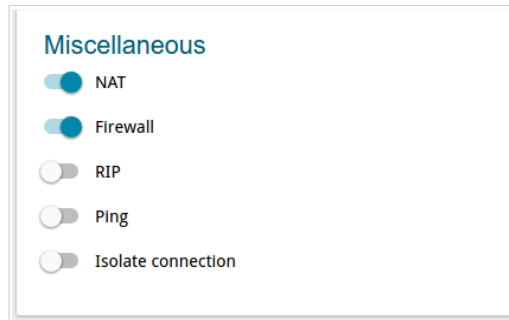 Miscellaneous
NAT
Firewall
RIP
Ping
Isolate connection